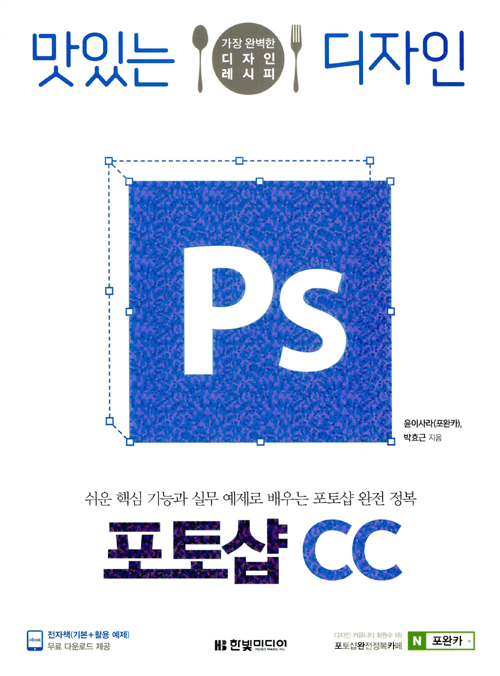 맛있는
가장 완벽한
디자인
레시피
디자인
Ps
윤이사라(포완카),
박효근 지음
쉬운 핵심 기능과 실무 예제로 배우는 포토샵 완전 정복
포토샵 CC
eBook
전자책(기본+활용 예제)
무료 다운로드 제공
HB 한빛미디어
Hanbit Media, Inc.
디자인 커뮤니티 회원수 1위
포토샵완전정복카페
N 포완카